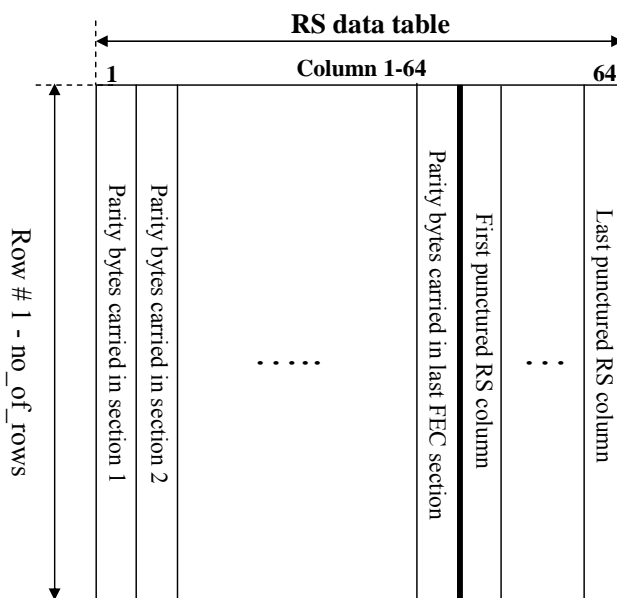 RS data table
1
Column 1-64
64
Row # 1 - no_of_rows
Parity bytes carried in section 1
Parity bytes carried in section 2
.....
Parity bytes carried in last FEC section
First punctured RS column
...
Last punctured RS column